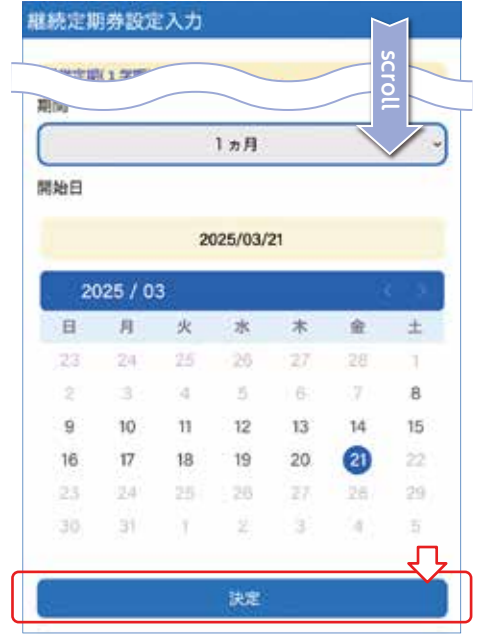 継続定期券設定入力
scroll
期間
1ヵ月
開始日
2025/03/21
2025 / 03
日 月 火 水 木 金 土
23 24 25 26 27 28 1
2 3 4 5 6 7 8
9 10 11 12 13 14 15
16 17 18 19 20 21 22
23 24 25 26 27 28 29
30 31 1 2 3 4 5
決定